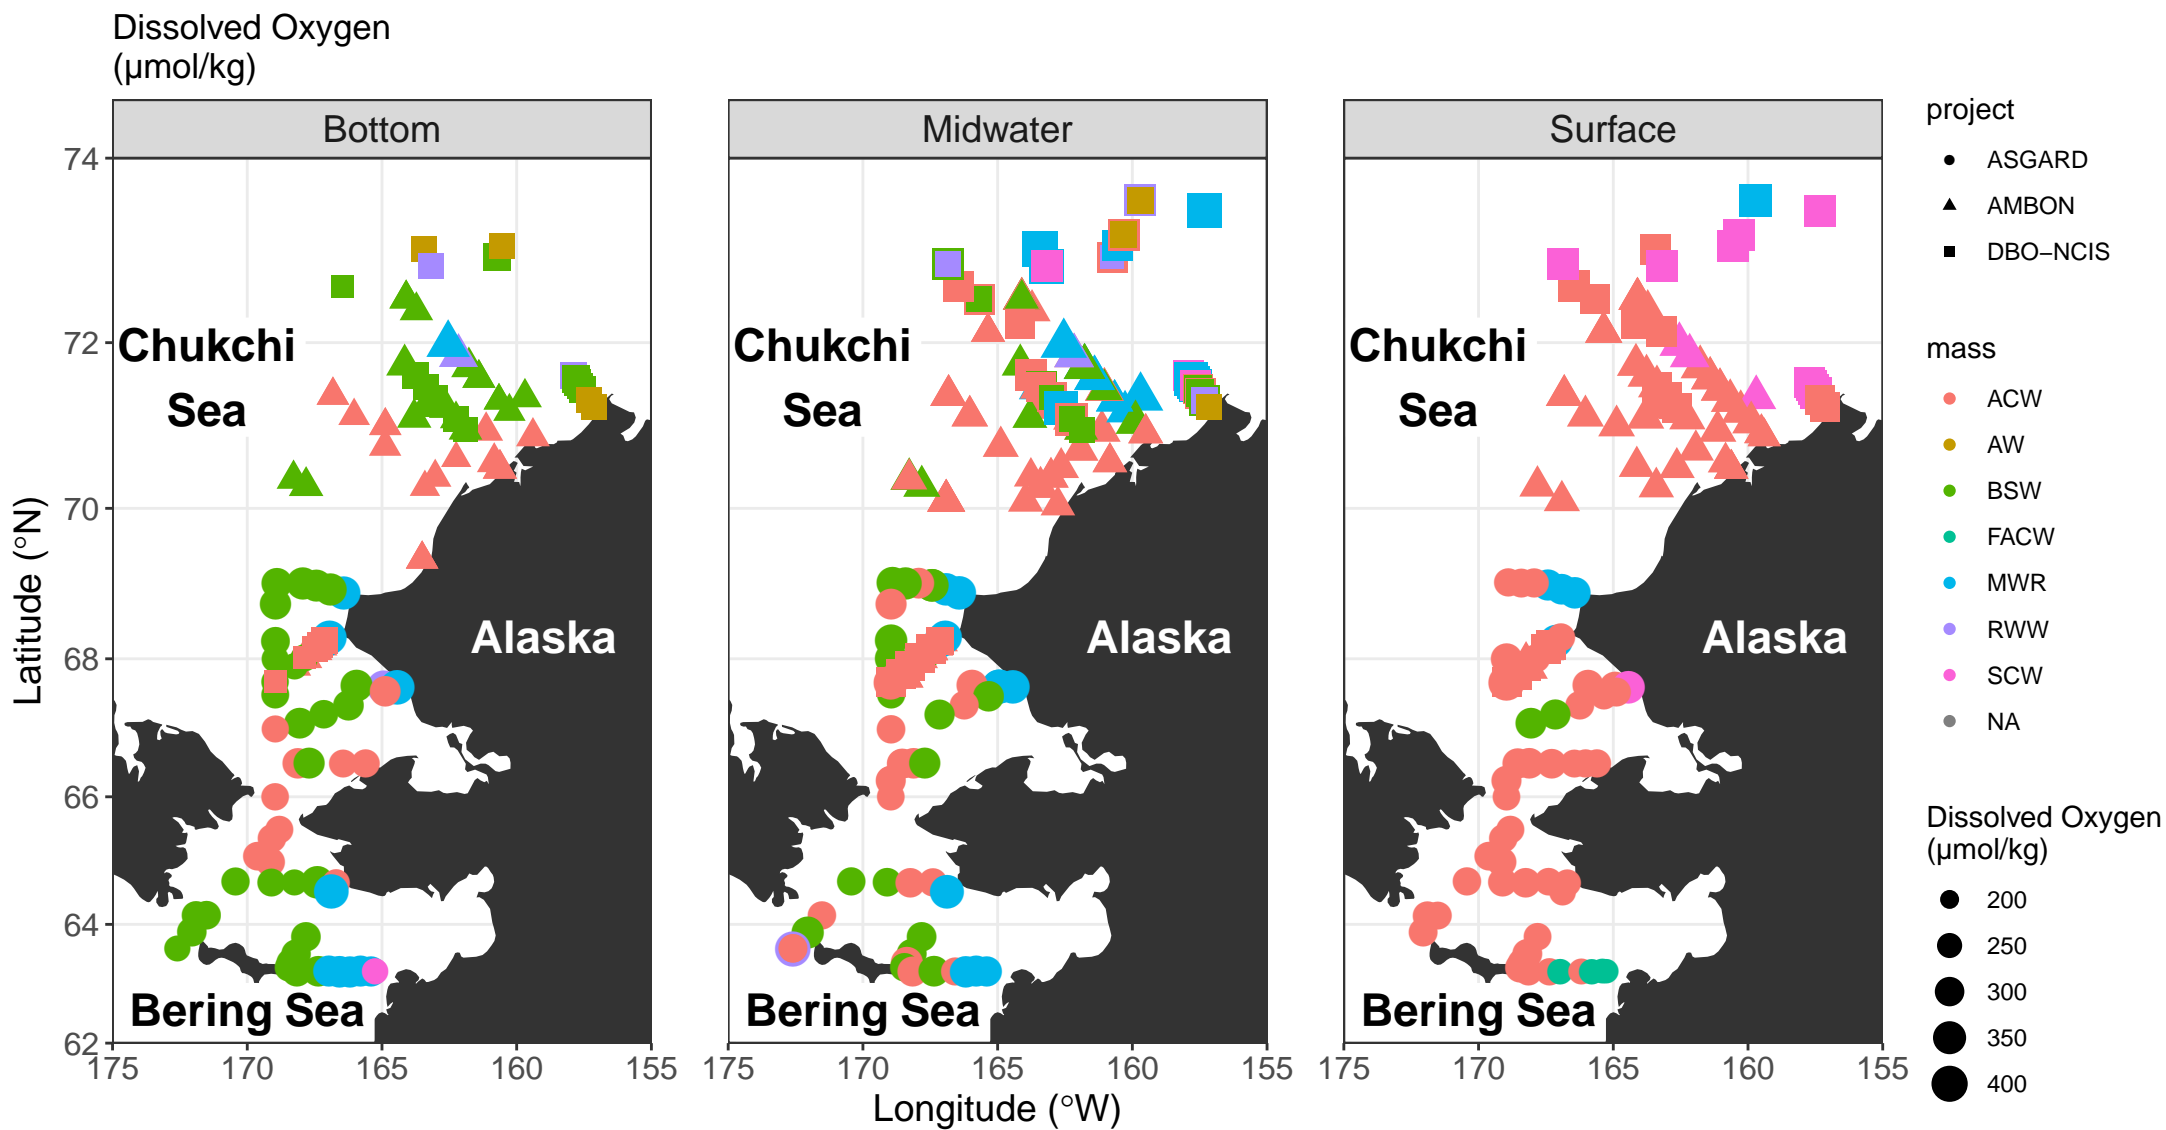 Dissolved Oxygen
(µmol/kg)
Bottom
Midwater
Surface
74
72
70
68
66
64
62
Latitude (°N)
Chukchi
Sea
Alaska
Bering Sea
Chukchi
Sea
Alaska
Bering Sea
Chukchi
Sea
Alaska
Bering Sea
175 170 165 160 155
175 170 165 160 155
175 170 165 160 155
Longitude (°W)
project
ASGARD
AMBON
DBO−NCIS
mass
ACW
AW
BSW
FACW
MWR
RWW
SCW
NA
Dissolved Oxygen
(µmol/kg)
200
250
300
350
400